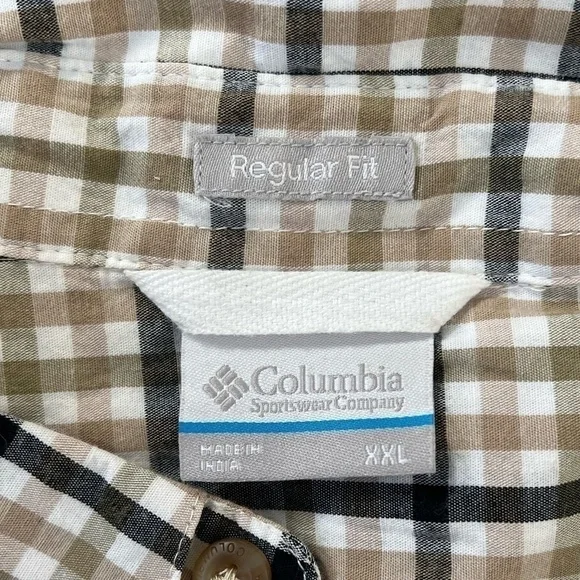 Regular Fit
Columbia
Sportswear Company
MADE IN
INDIA
XXL